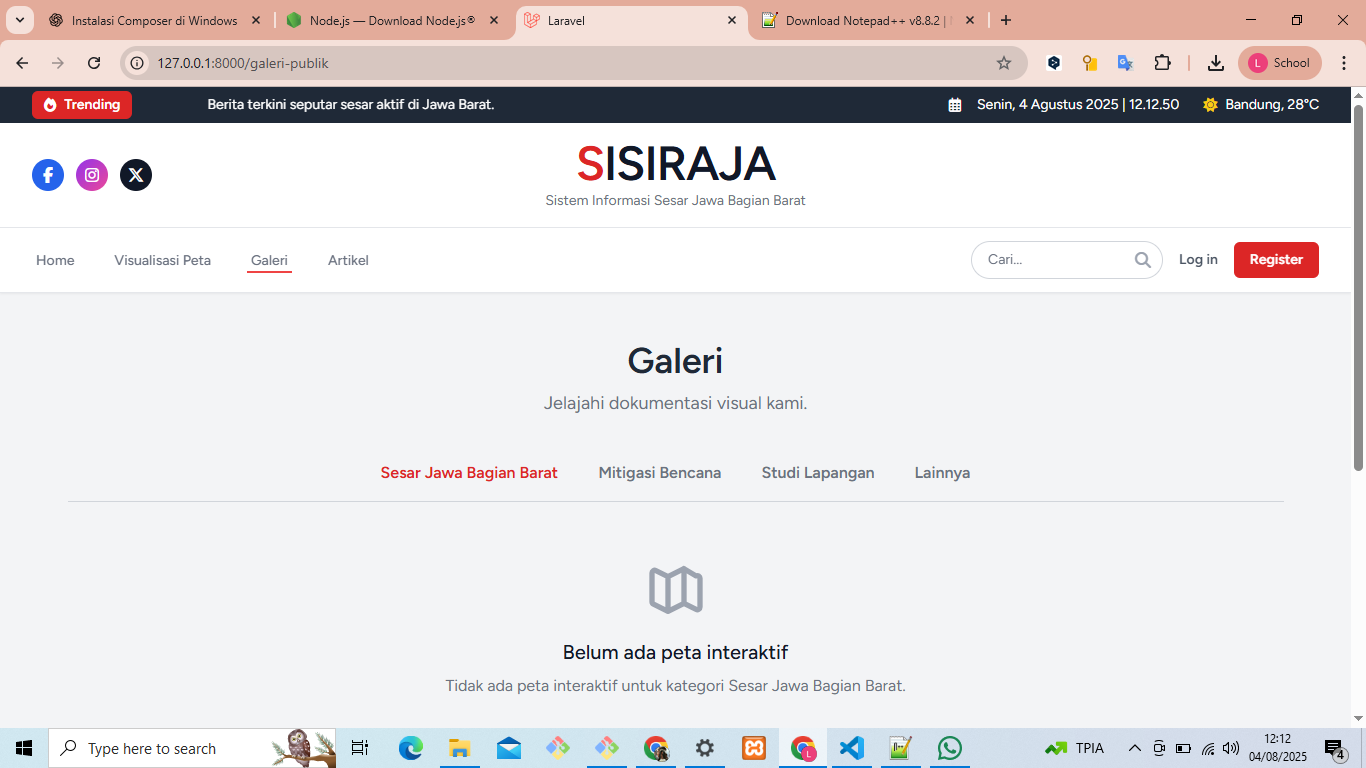 Instalasi Composer di Windows
Node.js — Download Node.js®
Laravel
Download Notepad++ v8.8.2 |
127.0.0.1:8000/galeri-publik
School
L
Trending
Berita terkini seputar sesar aktif di Jawa Barat.
Senin, 4 Agustus 2025 | 12.12.50
Bandung, 28°C
SISIRAJA
Sistem Informasi Sesar Jawa Bagian Barat
Home
Visualisasi Peta
Galeri
Artikel
Cari...
Log in
Register
Galeri
Jelajahi dokumentasi visual kami.
Sesar Jawa Bagian Barat
Mitigasi Bencana
Studi Lapangan
Lainnya
Belum ada peta interaktif
Tidak ada peta interaktif untuk kategori Sesar Jawa Bagian Barat.
Type here to search
TPIA
12:12
04/08/2025
4